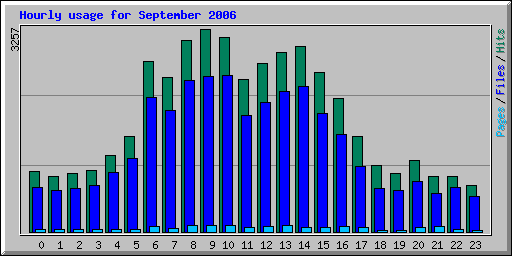 Hourly usage for September 2006
3257
Pages / Files / Hits
0 1 2 3 4 5 6 7 8 9 10 11 12 13 14 15 16 17 18 19 20 21 22 23